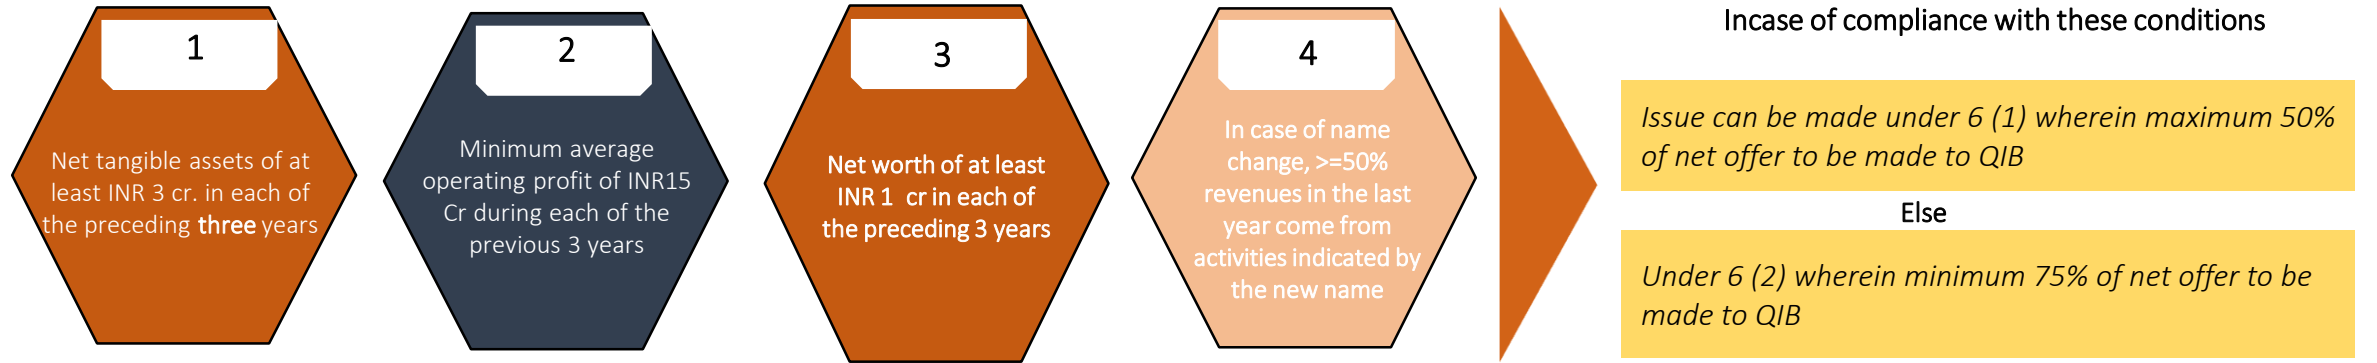 1
Net tangible assets of at
least INR 3 cr. in each of
the preceding three years
2
Minimum average
operating profit of INR15
Cr during each of the
previous 3 years
3
Net worth of at least
INR 1 cr in each of
the preceding 3 years
4
In case of name
change, >=50%
revenues in the last
year come from
activities indicated by
the new name
Incase of compliance with these conditions
Issue can be made under 6 (1) wherein maximum 50%
of net offer to be made to QIB
Else
Under 6 (2) wherein minimum 75% of net offer to be
made to QIB